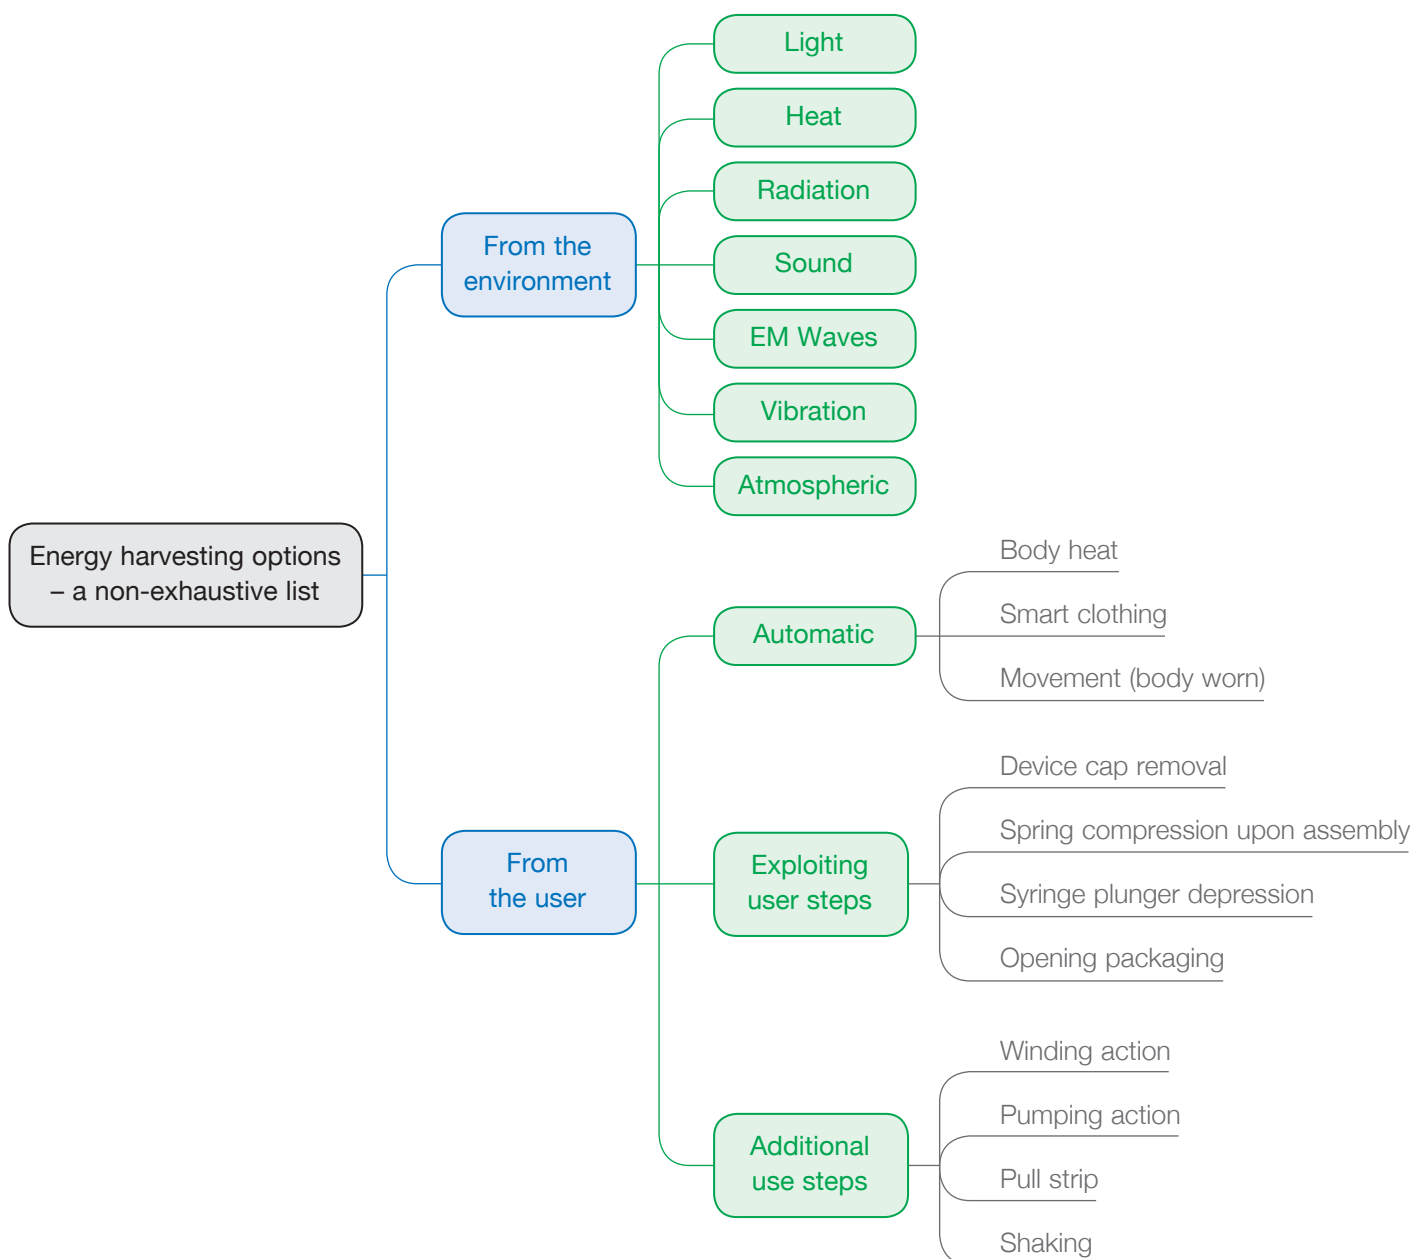 Light
Heat
Radiation
From the
environment
Sound
EM Waves
Vibration
Atmospheric
Energy harvesting options
– a non-exhaustive list
Body heat
Automatic
Smart clothing
Movement (body worn)
Device cap removal
Spring compression upon assembly
From
the user
Exploiting
user steps
Syringe plunger depression
Opening packaging
Winding action
Pumping action
Additional
use steps
Pull strip
Shaking